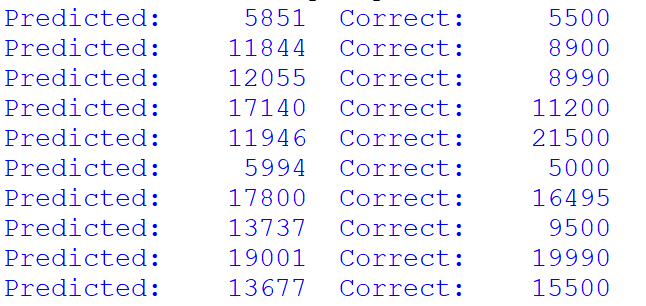 Predicted: 5851 Correct: 5500
Predicted: 11844 Correct: 8900
Predicted: 12055 Correct: 8990
Predicted: 17140 Correct: 11200
Predicted: 11946 Correct: 21500
Predicted: 5994 Correct: 5000
Predicted: 17800 Correct: 16495
Predicted: 13737 Correct: 9500
Predicted: 19001 Correct: 19990
Predicted: 13677 Correct: 15500